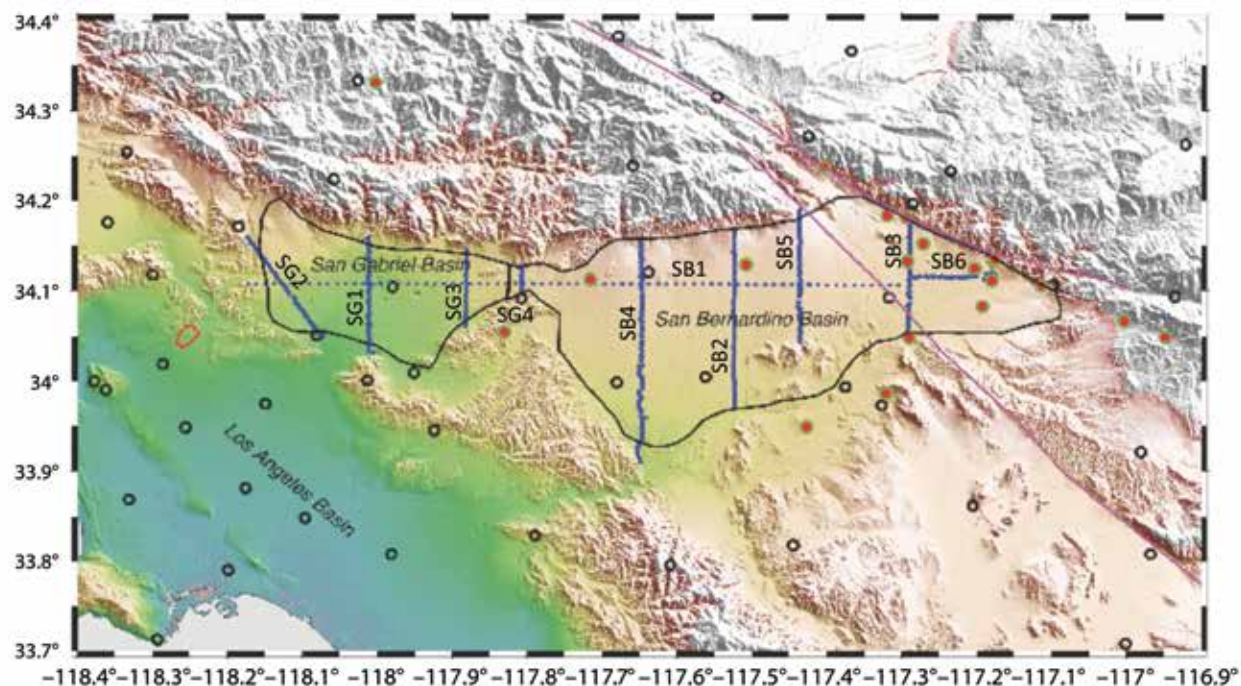 34.4°
34.3°
34.2°
34.1°
34°
33.9°
33.8°
33.7°
SG2
San Gabriel Basin
SG1
SG3
SG4
SB4
SB1
SB2
SB5
San Bernardino Basin
SB3
SB6
Los Angeles Basin
−118.4° −118.3° −118.2° −118.1° −118° −117.9° −117.8° −117.7° −117.6° −117.5° −117.4° −117.3° −117.2° −117.1° −117° −116.9°